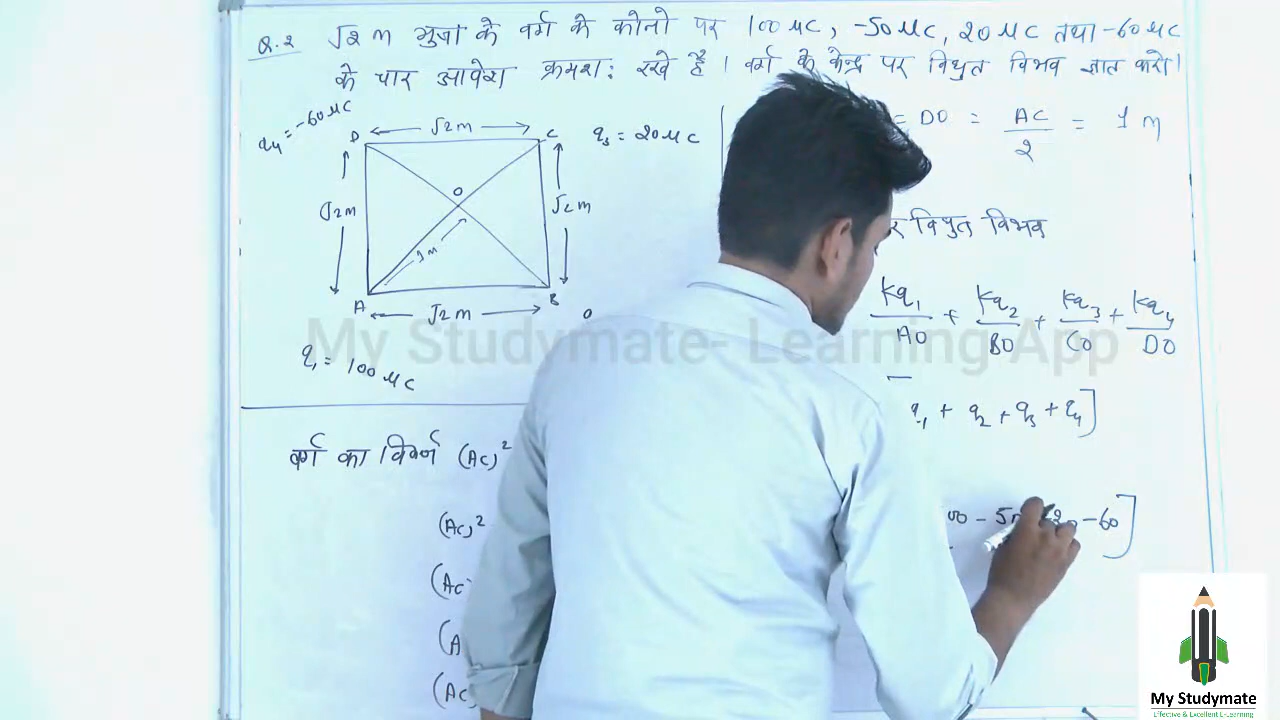 Q.2 √2 m भुजा के वर्ग के कोनो पर 100 μC, -50 μC, 20 μC तथा -60 μC
के चार आवेश क्रमश: रखे है। वर्ग के केन्द्र पर विधुत विभव ज्ञात करो।
q4 = -60 μC
D √2 m C
q3 = 20 μC
= DO = AC/2 = 1 m
√2 m O √2 m
1 m
A √2 m B
q1 = 100 μC
विधुत विभव
Kq1/AO + Kq2/BO + Kq3/CO + Kq4/DO
q1 + q2 + q3 + q4]
वर्ग का विकर्ण (AC)²
(AC)²
- 60]
My Studymate- Learning App
My Studymate
Effective & Excellent E-Learning